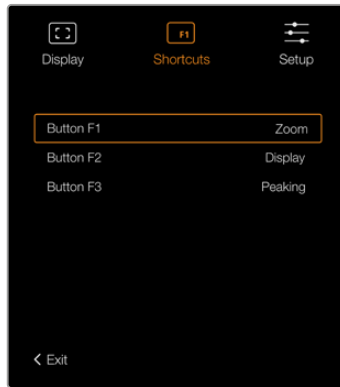 F1
Display Shortcuts Setup
Button F1 Zoom
Button F2 Display
Button F3 Peaking
Exit